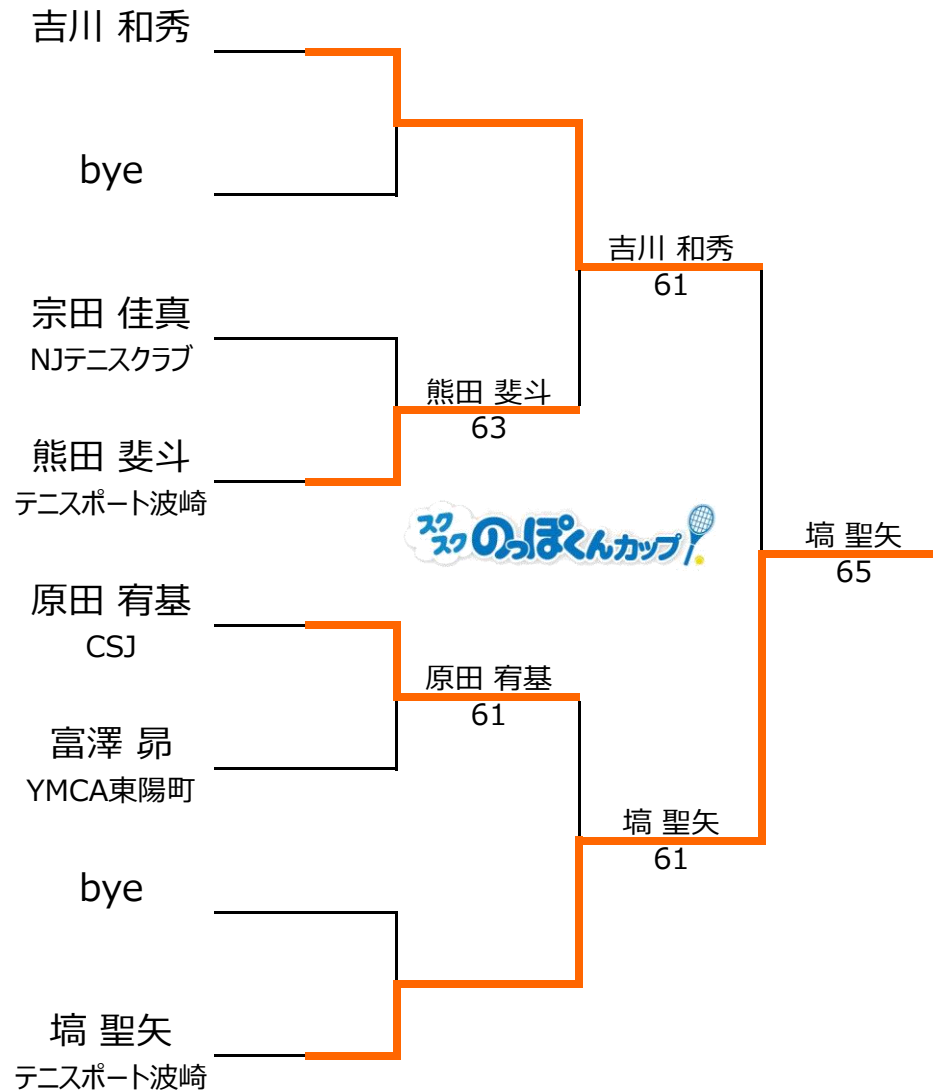 吉川 和秀
bye
宗田 佳真
NJテニスクラブ
熊田 斐斗
テニスポート波崎
原田 宥基
CSJ
富澤 昴
YMCA東陽町
bye
塙 聖矢
テニスポート波崎
熊田 斐斗
63
原田 宥基
61
吉川 和秀
61
塙 聖矢
61
スクスクのっぽくんカップ
塙 聖矢
65